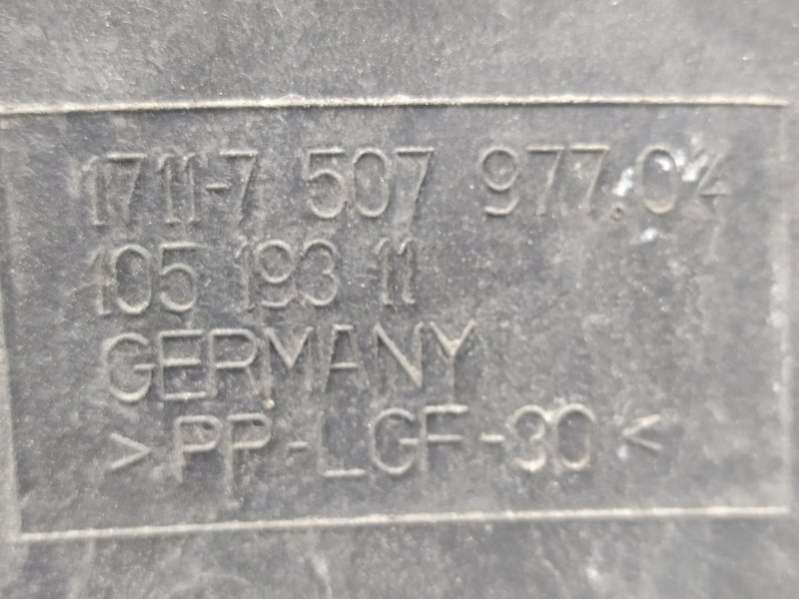 1711-7 507 977.04
105 193 11
GERMANY
>PP-LGF-30<